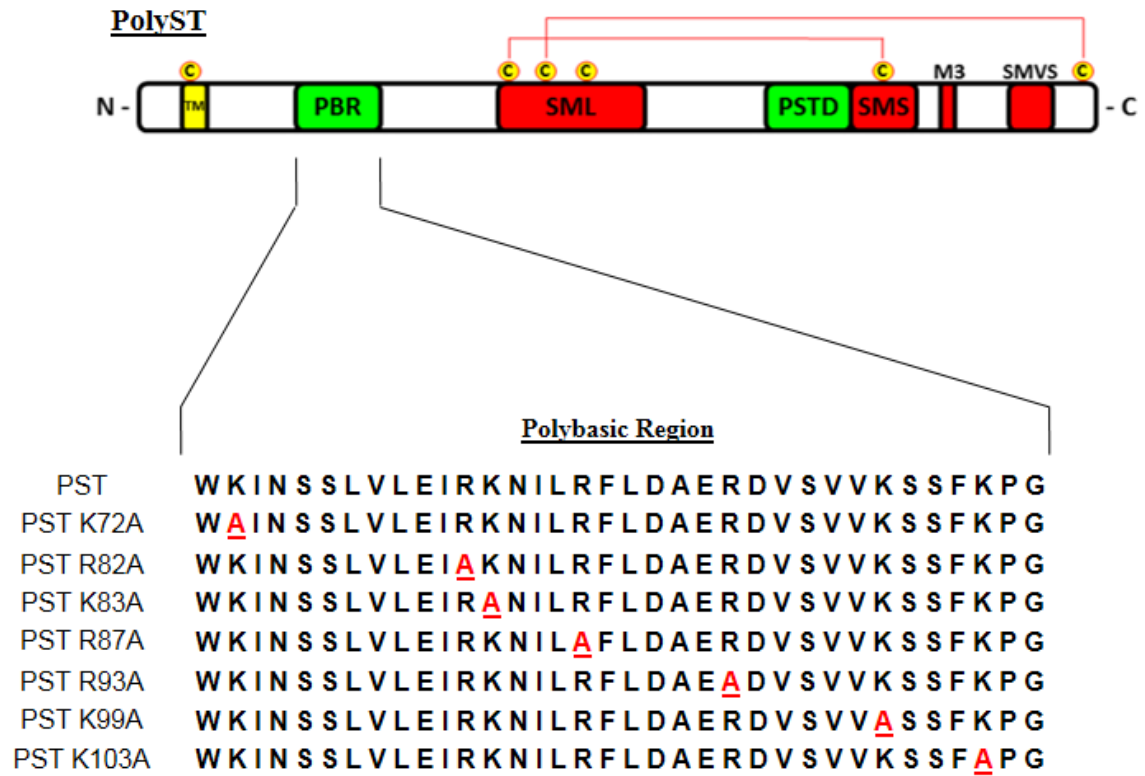 PolyST
C C C C C M3 SMVS C
N - TM PBR SML PSTD SMS - C
Polybasic Region
PST W K I N S S L V L E I R K N I L R F L D A E R D V S V V K S S F K P G
PST K72A W A I N S S L V L E I R K N I L R F L D A E R D V S V V K S S F K P G
PST R82A W K I N S S L V L E I A K N I L R F L D A E R D V S V V K S S F K P G
PST K83A W K I N S S L V L E I R A N I L R F L D A E R D V S V V K S S F K P G
PST R87A W K I N S S L V L E I R K N I L A F L D A E R D V S V V K S S F K P G
PST R93A W K I N S S L V L E I R K N I L R F L D A E A D V S V V K S S F K P G
PST K99A W K I N S S L V L E I R K N I L R F L D A E R D V S V V A S S F K P G
PST K103A W K I N S S L V L E I R K N I L R F L D A E R D V S V V K S S F A P G